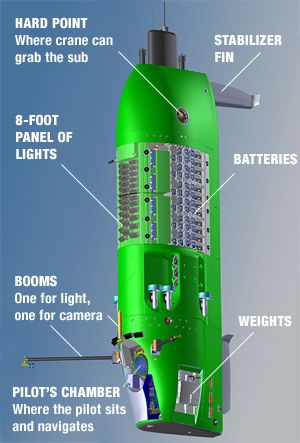 HARD POINT
Where crane can
grab the sub
STABILIZER
FIN
8-FOOT
PANEL OF
LIGHTS
BATTERIES
BOOMS
One for light,
one for camera
WEIGHTS
PILOT'S CHAMBER
Where the pilot sits
and navigates